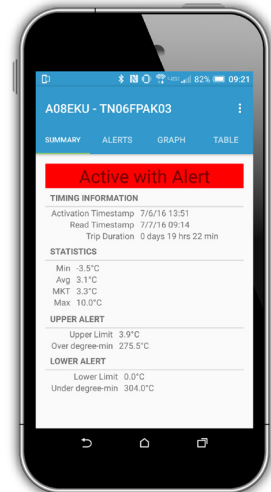 82% 09:21
A08EKU - TN06FPAK03
SUMMARY ALERTS GRAPH TABLE
Active with Alert
TIMING INFORMATION
Activation Timestamp 7/6/16 13:51
Read Timestamp 7/7/16 09:14
Trip Duration 0 days 19 hrs 22 min
STATISTICS
Min -3.5°C
Avg 3.1°C
MKT 3.3°C
Max 10.0°C
UPPER ALERT
Upper Limit 3.9°C
Over degree-min 275.5°C
LOWER ALERT
Lower Limit 0.0°C
Under degree-min 304.0°C